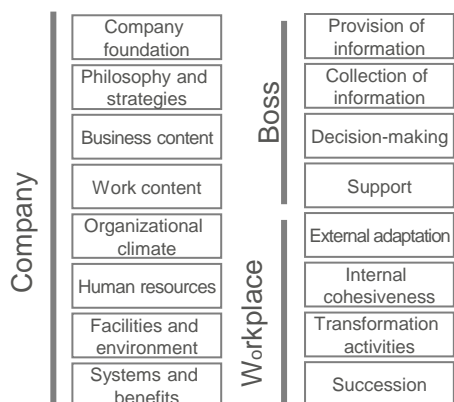 Company
Company
foundation
Philosophy and
strategies
Business content
Work content
Organizational
climate
Human resources
Facilities and
environment
Systems and
benefits
Boss
Provision of
information
Collection of
information
Decision-making
Support
Workplace
External adaptation
Internal
cohesiveness
Transformation
activities
Succession